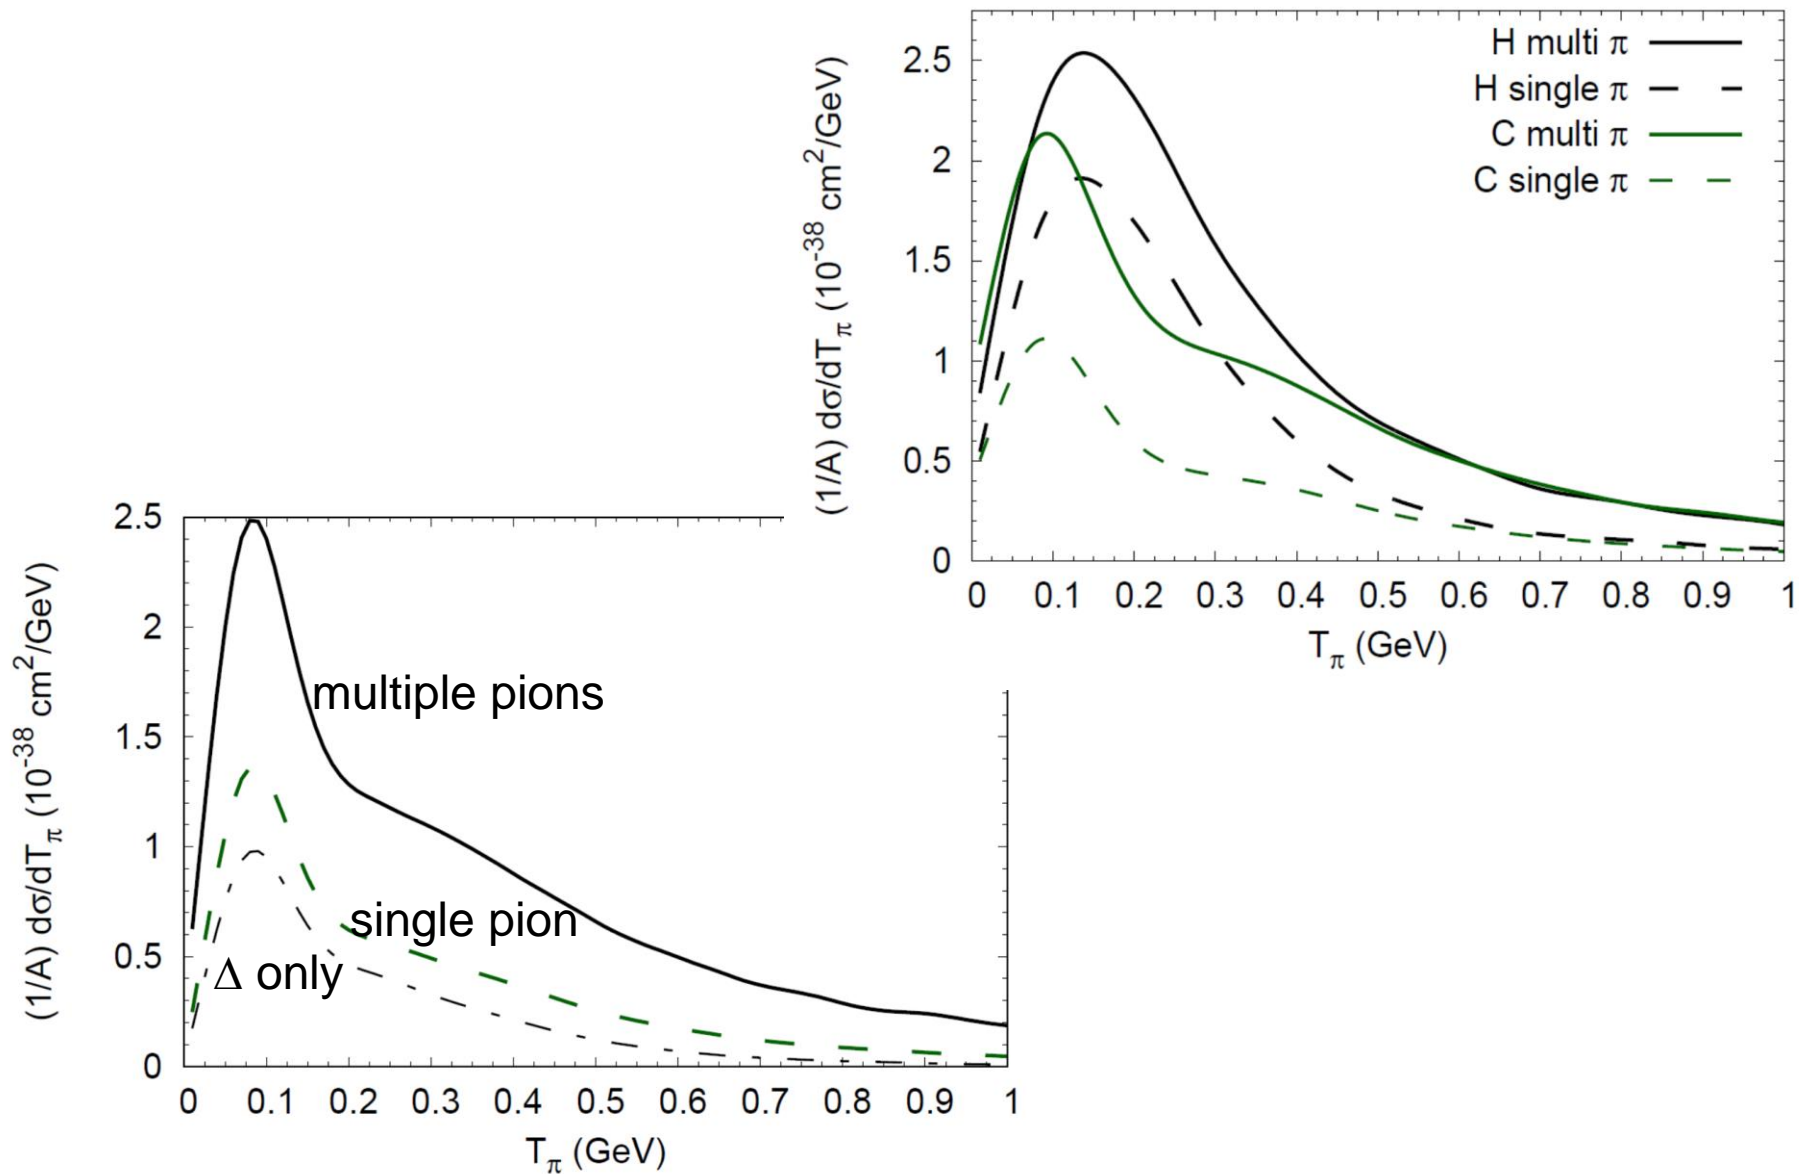 H multi π
H single π
C multi π
C single π
2.5
2
1.5
1
0.5
0
(1/A) dσ/dT_π (10^-38 cm^2/GeV)
0 0.1 0.2 0.3 0.4 0.5 0.6 0.7 0.8 0.9 1
T_π (GeV)
2.5
2
1.5
1
0.5
0
(1/A) dσ/dT_π (10^-38 cm^2/GeV)
multiple pions
single pion
Δ only
0 0.1 0.2 0.3 0.4 0.5 0.6 0.7 0.8 0.9 1
T_π (GeV)